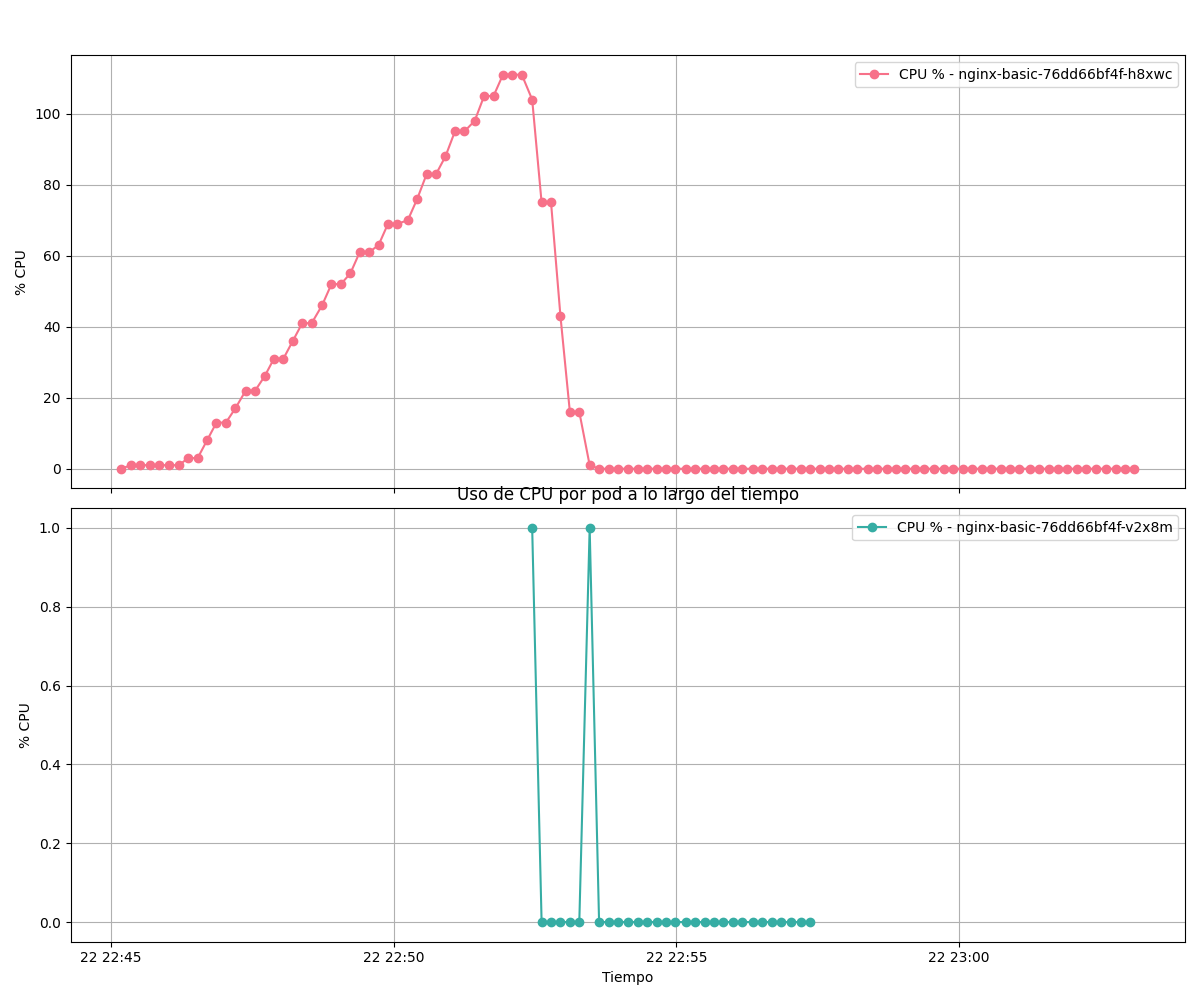 CPU % - nginx-basic-76dd66bf4f-h8xwc
100
80
60
40
20
0
% CPU
Uso de CPU por pod a lo largo del tiempo
CPU % - nginx-basic-76dd66bf4f-v2x8m
1.0
0.8
0.6
0.4
0.2
0.0
% CPU
22 22:45 22 22:50 22 22:55 22 23:00
Tiempo